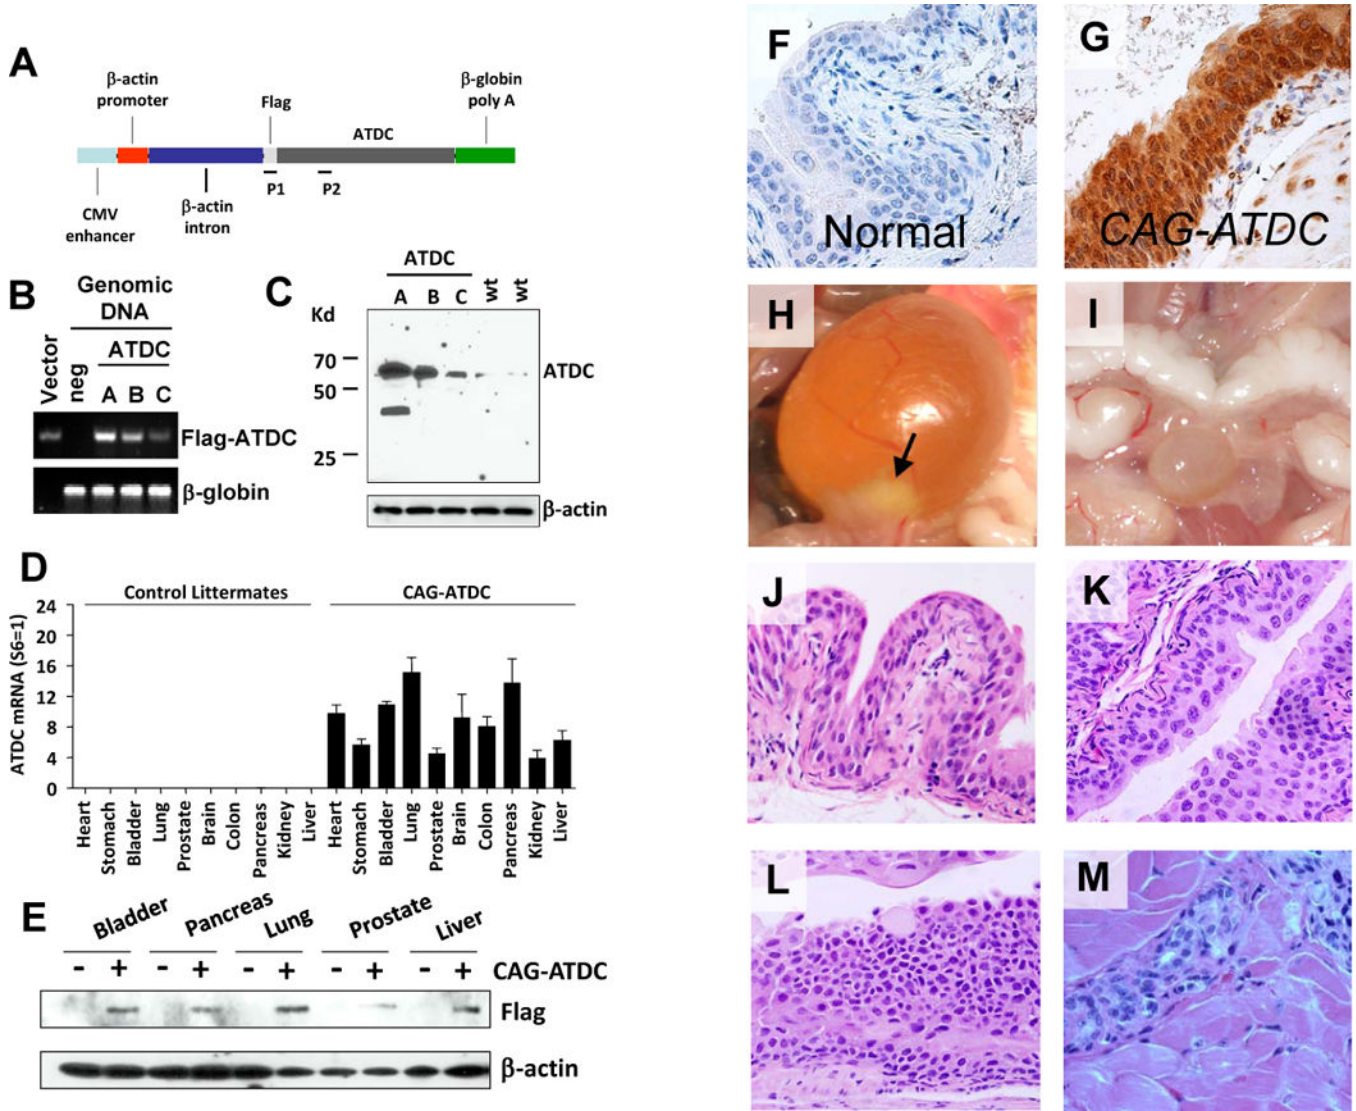 A
β-actin
promoter
Flag
β-globin
poly A
ATDC
P1
P2
CMV
enhancer
β-actin
intron
B
Genomic
DNA
Vector
neg
ATDC
A B C
Flag-ATDC
β-globin
C
ATDC
A B C wt wt
Kd
70
50
25
ATDC
β-actin
D
Control Littermates
CAG-ATDC
ATDC mRNA (S6=1)
24
20
16
12
8
4
0
Heart
Stomach
Bladder
Lung
Prostate
Brain
Colon
Pancreas
Kidney
Liver
Heart
Stomach
Bladder
Lung
Prostate
Brain
Colon
Pancreas
Kidney
Liver
E
Bladder Pancreas Lung Prostate Liver
- + - + - + - + - + CAG-ATDC
Flag
β-actin
F
Normal
G
CAG-ATDC
H
I
J
K
L
M